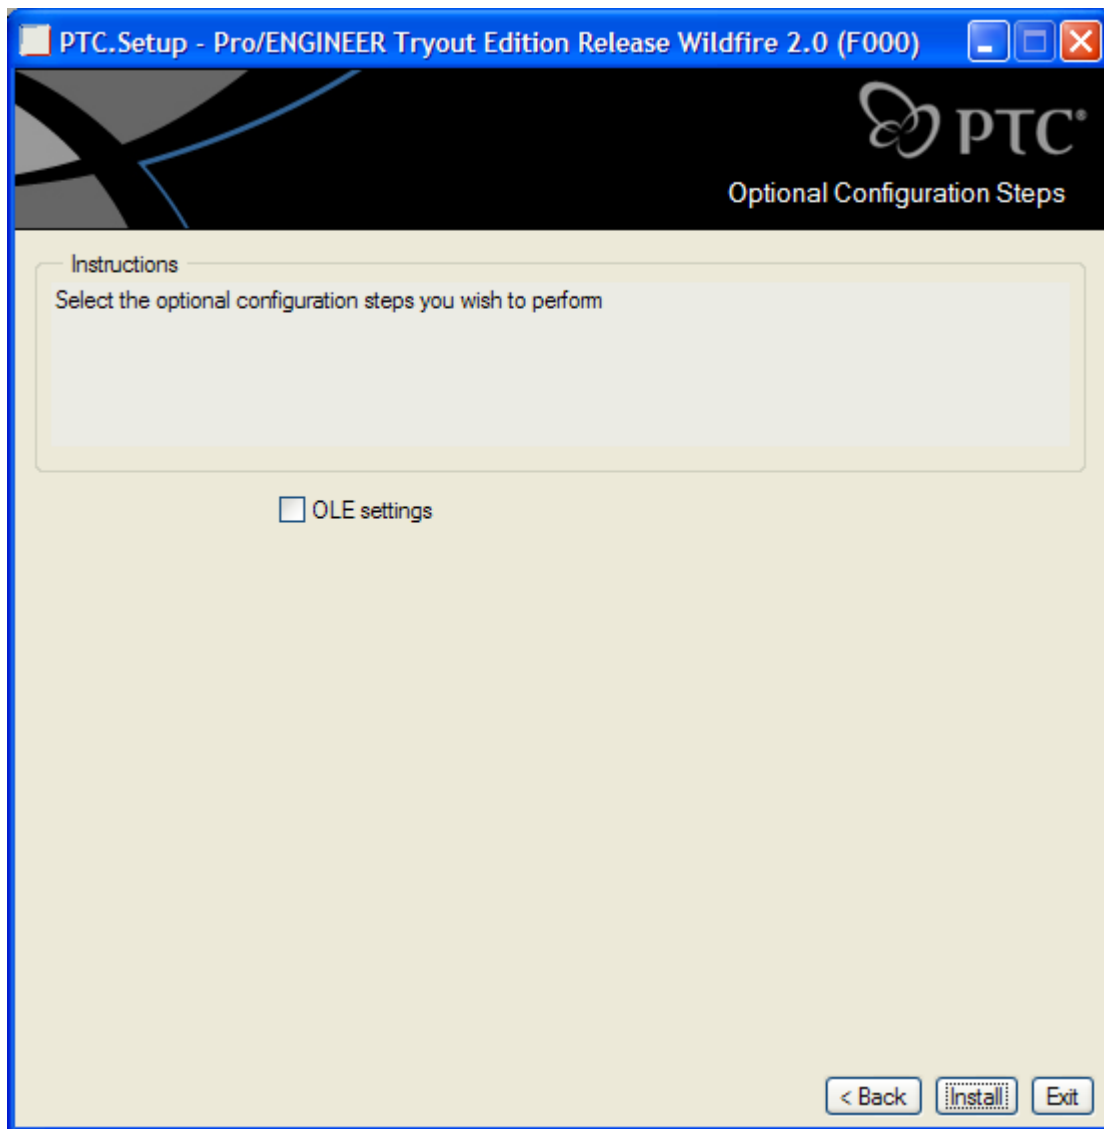 PTC.Setup - Pro/ENGINEER Tryout Edition Release Wildfire 2.0 (F000)
PTC®
Optional Configuration Steps
Instructions
Select the optional configuration steps you wish to perform
OLE settings
< Back Install Exit